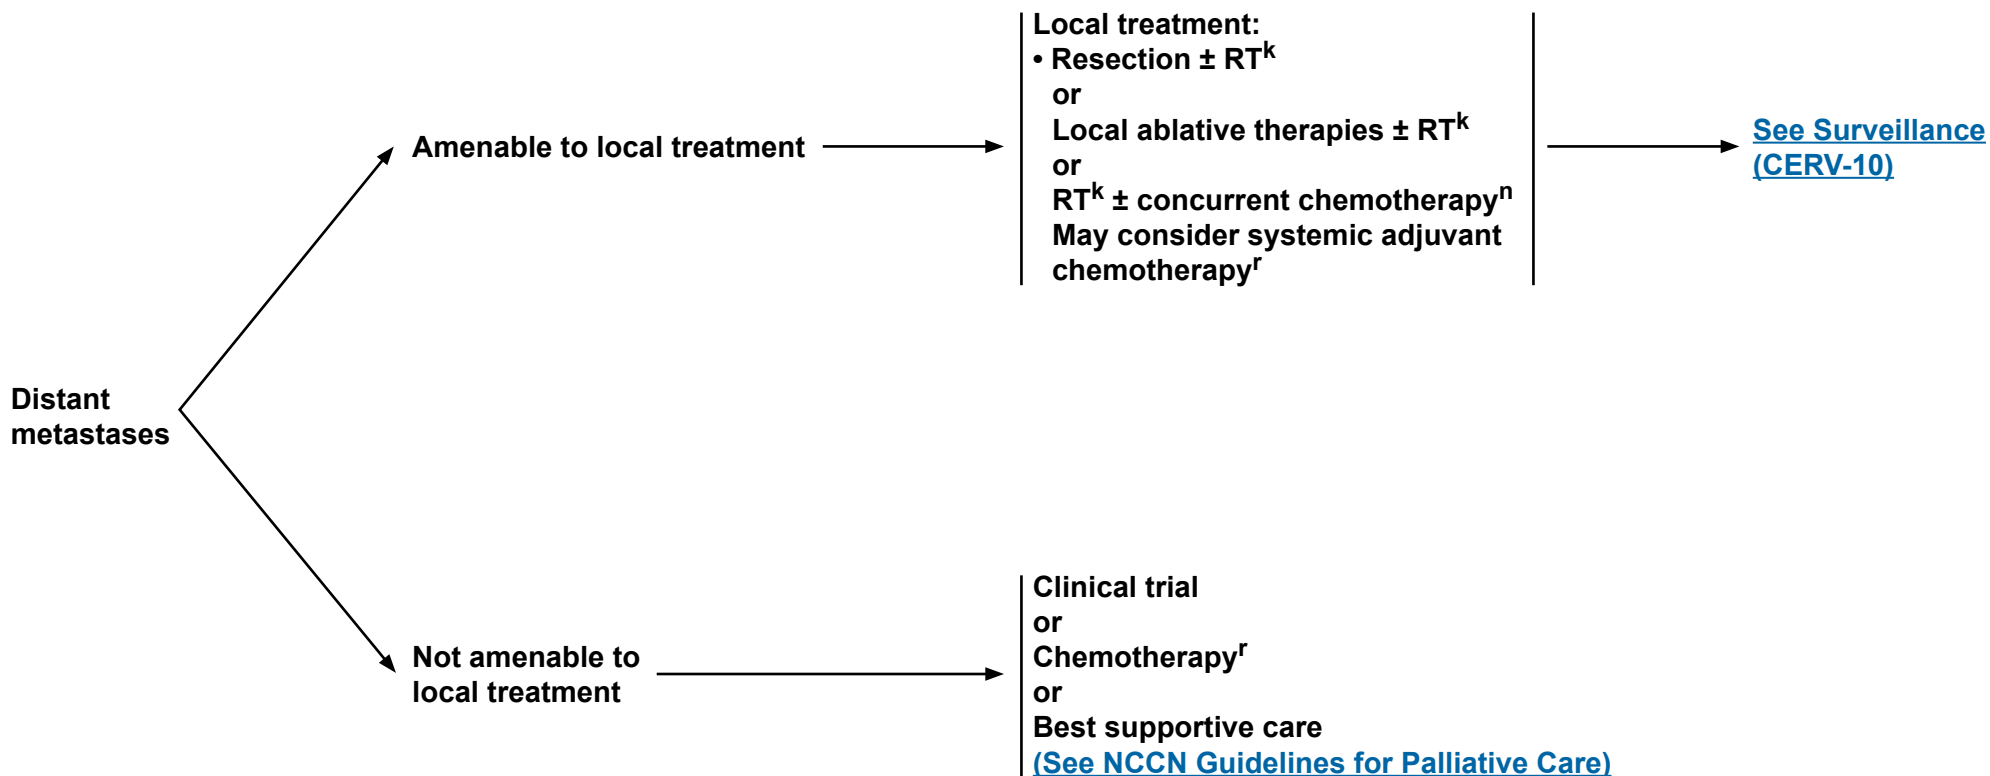 Local treatment:
• Resection ± RTk
or
Local ablative therapies ± RTk
or
RTk ± concurrent chemotherapyn
May consider systemic adjuvant
chemotherapyr
Amenable to local treatment
See Surveillance
(CERV-10)
Distant
metastases
Not amenable to
local treatment
Clinical trial
or
Chemotherapyr
or
Best supportive care
(See NCCN Guidelines for Palliative Care)